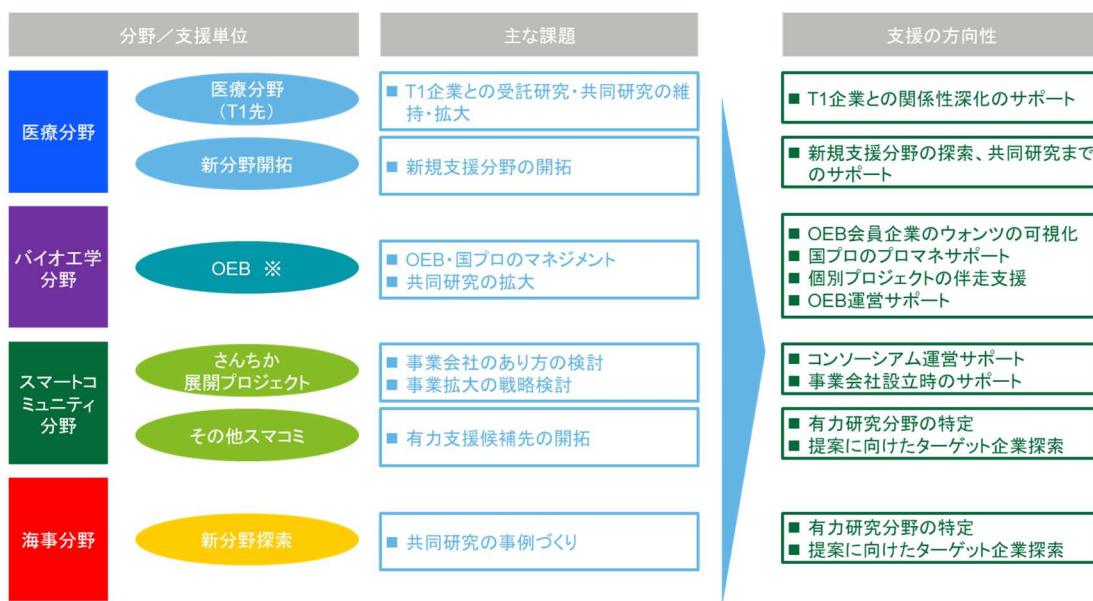 分野／支援単位
主な課題
支援の方向性
医療分野
医療分野
(T1先)
■ T1企業との受託研究・共同研究の維
持・拡大
■ T1企業との関係性深化のサポート
新分野開拓
■ 新規支援分野の開拓
■ 新規支援分野の探索、共同研究まで
のサポート
バイオ工学
分野
OEB ※
■ OEB・国プロのマネジメント
■ 共同研究の拡大
■ OEB会員企業のウォンツの可視化
■ 国プロのプロマネサポート
■ 個別プロジェクトの伴走支援
■ OEB運営サポート
スマートコ
ミュニティ
分野
さんちか
展開プロジェクト
■ 事業会社のあり方の検討
■ 事業拡大の戦略検討
■ コンソーシアム運営サポート
■ 事業会社設立時のサポート
その他スマコミ
■ 有力支援候補先の開拓
■ 有力研究分野の特定
■ 提案に向けたターゲット企業探索
海事分野
新分野探索
■ 共同研究の事例づくり
■ 有力研究分野の特定
■ 提案に向けたターゲット企業探索